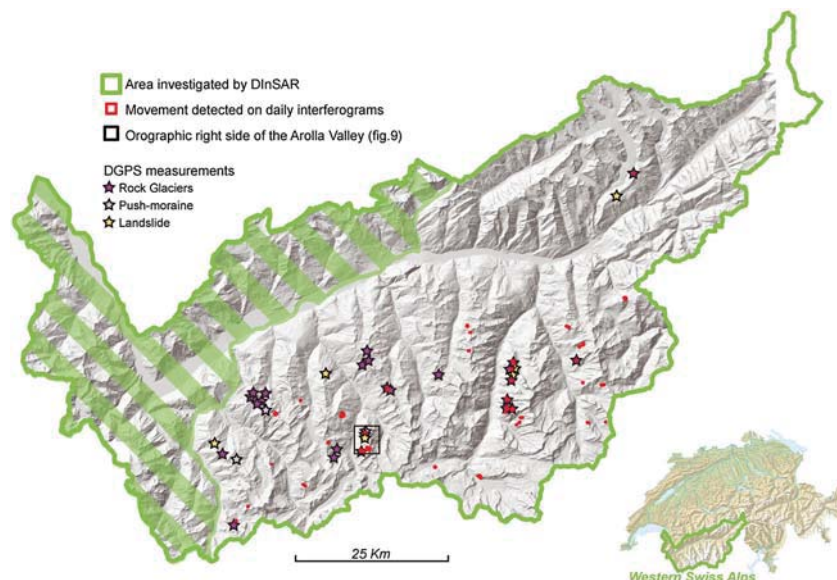 Area investigated by DInSAR
Movement detected on daily interferograms
Orographic right side of the Arolla Valley (fig.9)
DGPS measurements
Rock Glaciers
Push-moraine
Landslide
25 Km
Western Swiss Alps